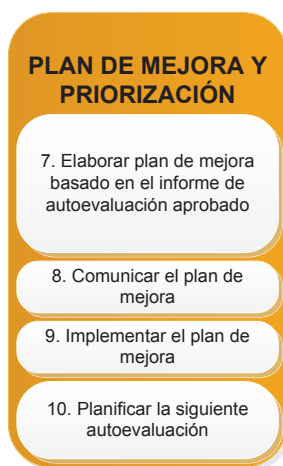 PLAN DE MEJORA Y
PRIORIZACIÓN
7. Elaborar plan de mejora
basado en el informe de
autoevaluación aprobado
8. Comunicar el plan de
mejora
9. Implementar el plan de
mejora
10. Planificar la siguiente
autoevaluación